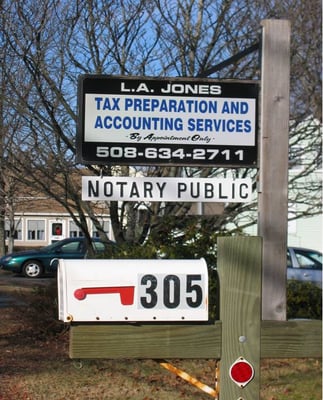 L.A. JONES
TAX PREPARATION AND
ACCOUNTING SERVICES
- By Appointment Only -
508-634-2711
NOTARY PUBLIC
305